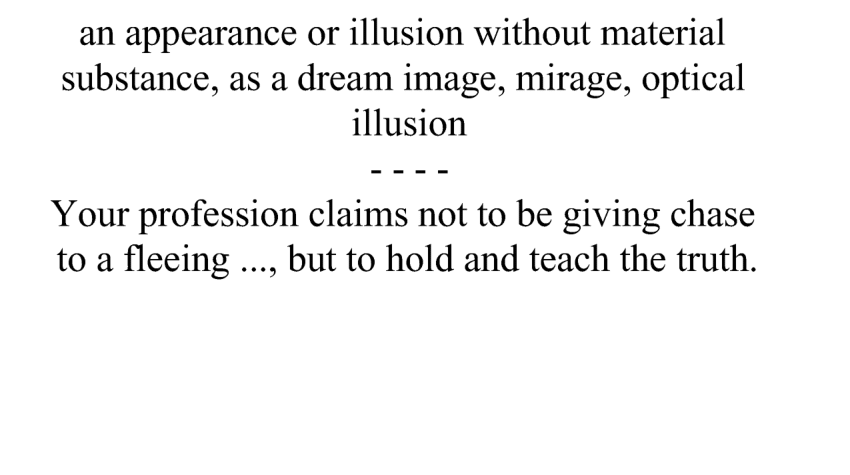 an appearance or illusion without material
substance, as a dream image, mirage, optical
illusion
- - - -
Your profession claims not to be giving chase
to a fleeing ..., but to hold and teach the truth.